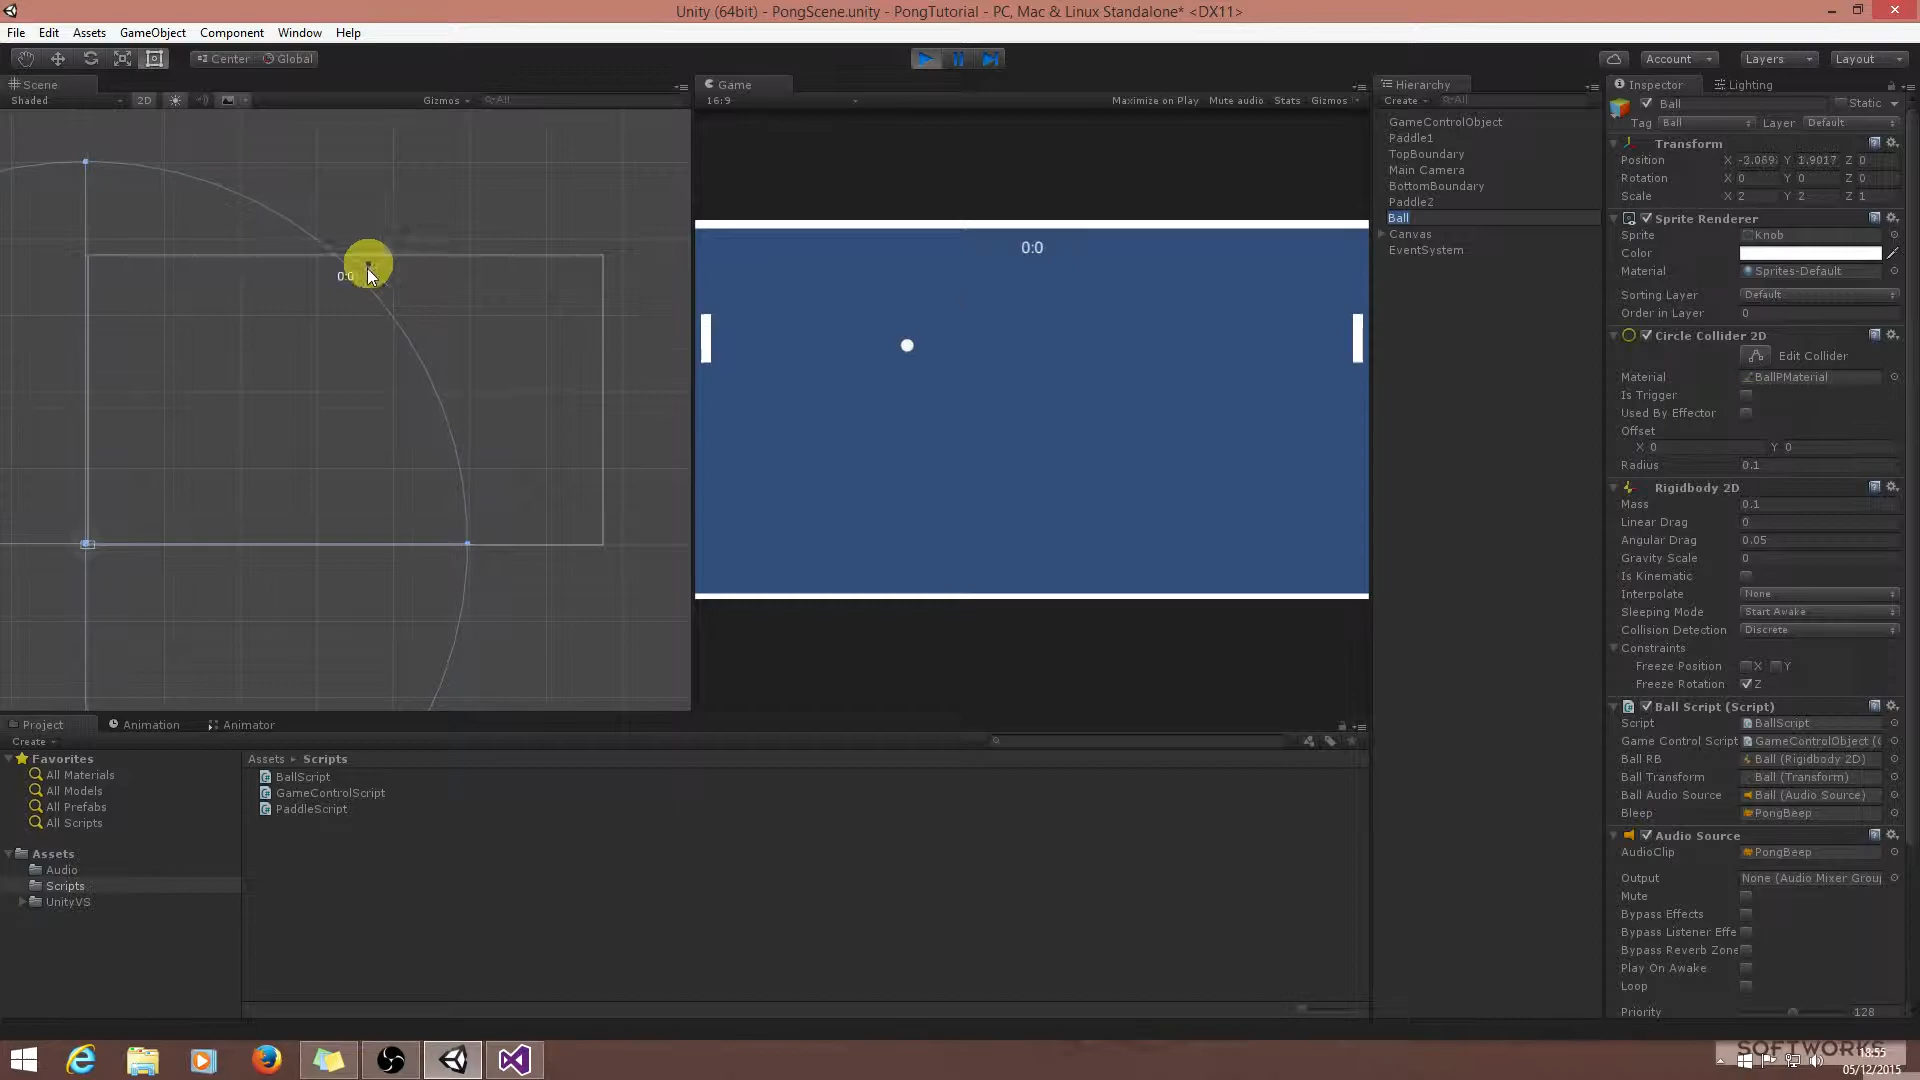 Unity (64bit) - PongScene.unity - PongTutorial - PC, Mac & Linux Standalone* <DX11>
File Edit Assets GameObject Component Window Help
Center Global
Account Layers Layout
Scene
Shaded 2D Gizmos All
Game
16:9 Maximize on Play Mute audio Stats Gizmos
0:0
0:0
Hierarchy
Create All
GameControlObject
Paddle1
TopBoundary
Main Camera
BottomBoundary
Paddle2
Ball
Canvas
EventSystem
Inspector Lighting
Ball Static
Tag Ball Layer Default
Transform
Position X -2.069 Y 1.9017 Z 0
Rotation X 0 Y 0 Z 0
Scale X 2 Y 2 Z 1
Sprite Renderer
Sprite Knob
Color
Material Sprites-Default
Sorting Layer Default
Order in Layer 0
Circle Collider 2D
Edit Collider
Material BallPMaterial
Is Trigger
Used By Effector
Offset
X 0 Y 0
Radius 0.1
Rigidbody 2D
Mass 0.1
Linear Drag 0
Angular Drag 0.05
Gravity Scale 0
Is Kinematic
Interpolate None
Sleeping Mode Start Awake
Collision Detection Discrete
Constraints
Freeze Position X Y
Freeze Rotation Z
Ball Script (Script)
Script BallScript
Game Control Script GameControlObject (
Ball RB Ball (Rigidbody 2D)
Ball Transform Ball (Transform)
Ball Audio Source Ball (Audio Source)
Bleep PongBeep
Audio Source
AudioClip PongBeep
Output None (Audio Mixer Grou
Mute
Bypass Effects
Bypass Listener Effe
Bypass Reverb Zone
Play On Awake
Loop
Priority 128
Project Animation Animator
Create
Favorites
All Materials
All Models
All Prefabs
All Scripts
Assets
Audio
Scripts
UnityVS
Assets Scripts
BallScript
GameControlScript
PaddleScript
SOFTWORKS
18:55
05/12/2015